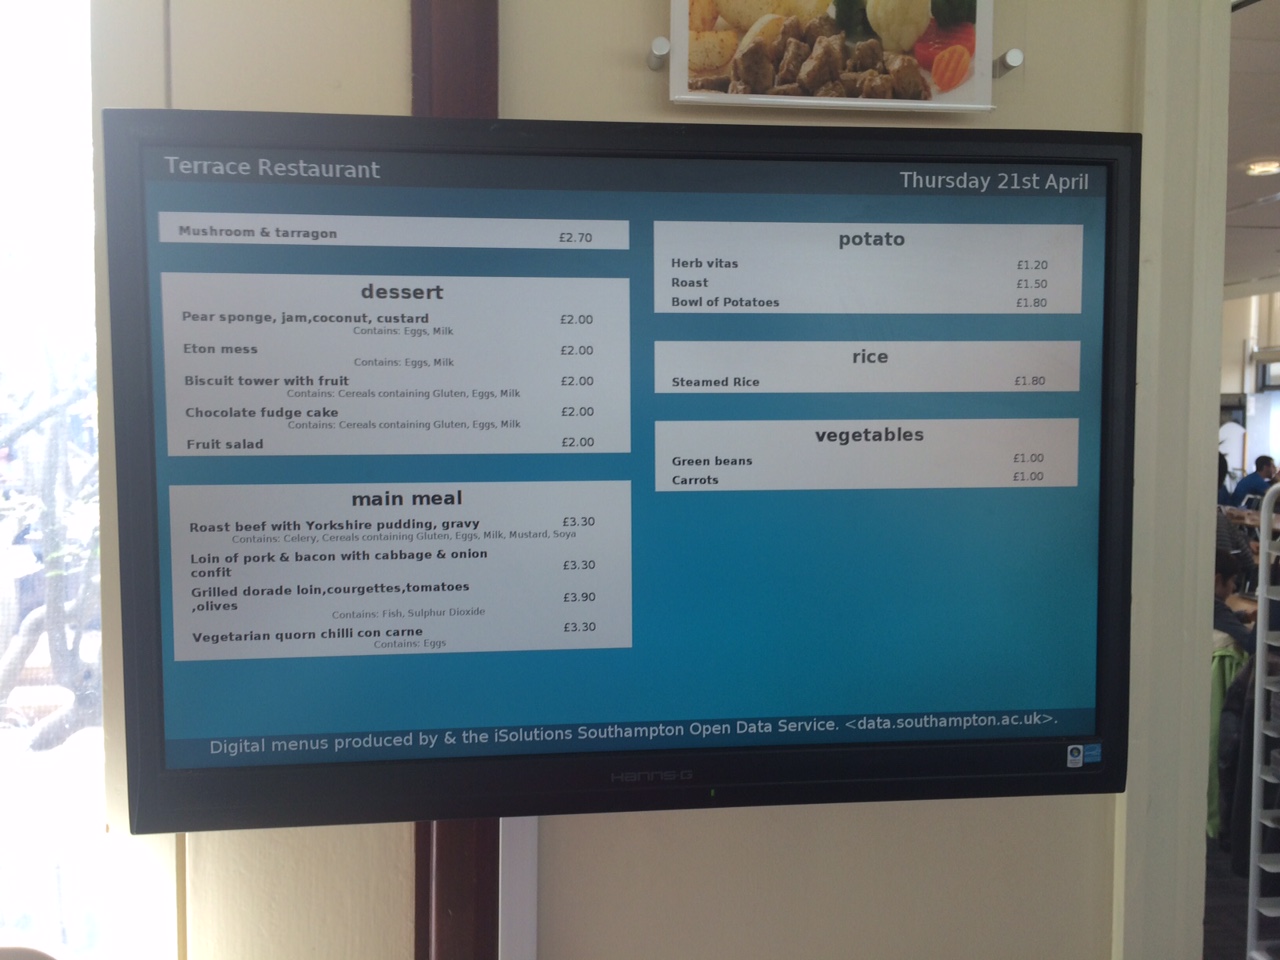 Terrace Restaurant
Thursday 21st April
Mushroom & tarragon £2.70
dessert
Pear sponge, jam,coconut, custard £2.00
Contains: Eggs, Milk
Eton mess £2.00
Contains: Eggs, Milk
Biscuit tower with fruit £2.00
Contains: Cereals containing Gluten, Eggs, Milk
Chocolate fudge cake £2.00
Contains: Cereals containing Gluten, Eggs, Milk
Fruit salad £2.00
main meal
Roast beef with Yorkshire pudding, gravy £3.30
Contains: Celery, Cereals containing Gluten, Eggs, Milk, Mustard, Soya
Loin of pork & bacon with cabbage & onion
confit £3.30
Grilled dorade loin,courgettes,tomatoes
,olives £3.90
Contains: Fish, Sulphur Dioxide
Vegetarian quorn chilli con carne £3.30
Contains: Eggs
potato
Herb vitas £1.20
Roast £1.50
Bowl of Potatoes £1.80
rice
Steamed Rice £1.80
vegetables
Green beans £1.00
Carrots £1.00
Digital menus produced by & the iSolutions Southampton Open Data Service. <data.southampton.ac.uk>.
HANNS-G